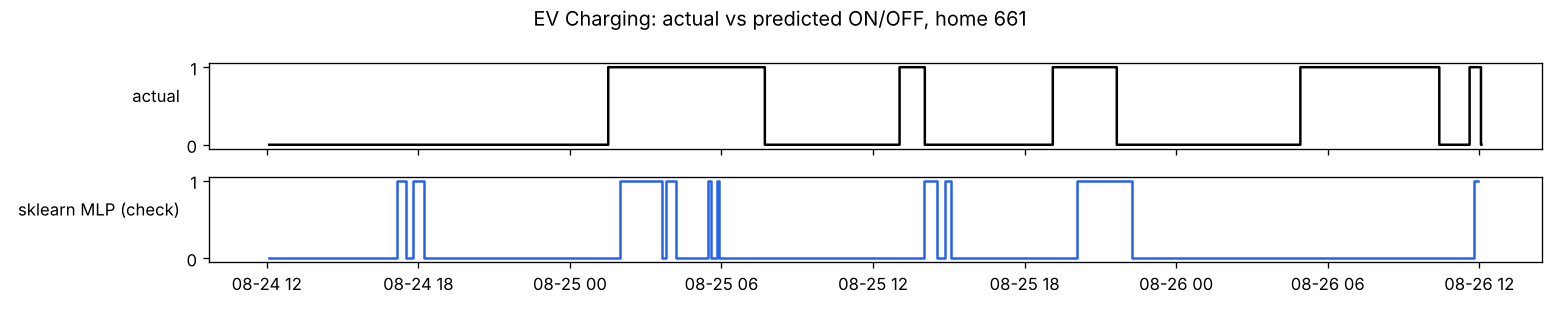 EV Charging: actual vs predicted ON/OFF, home 661
1
actual
0
1
sklearn MLP (check)
0
08-24 12 08-24 18 08-25 00 08-25 06 08-25 12 08-25 18 08-26 00 08-26 06 08-26 12